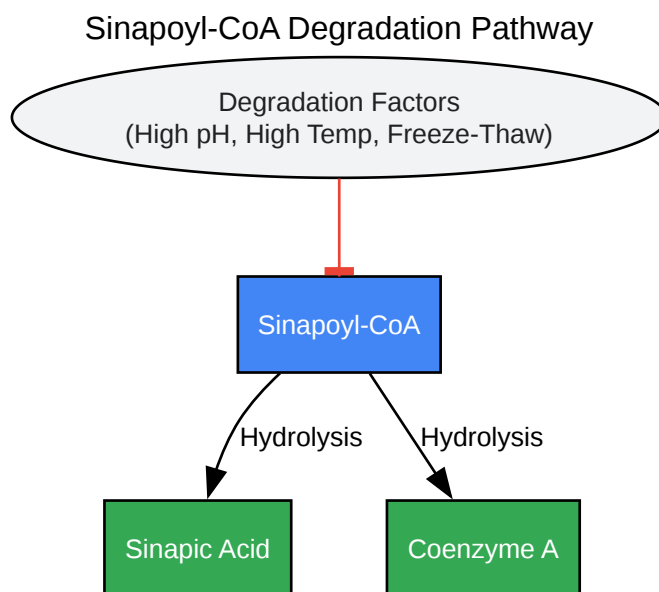 Sinapoyl-CoA Degradation Pathway
Degradation Factors
(High pH, High Temp, Freeze-Thaw)
Sinapoyl-CoA
Hydrolysis
Hydrolysis
Sinapic Acid
Coenzyme A